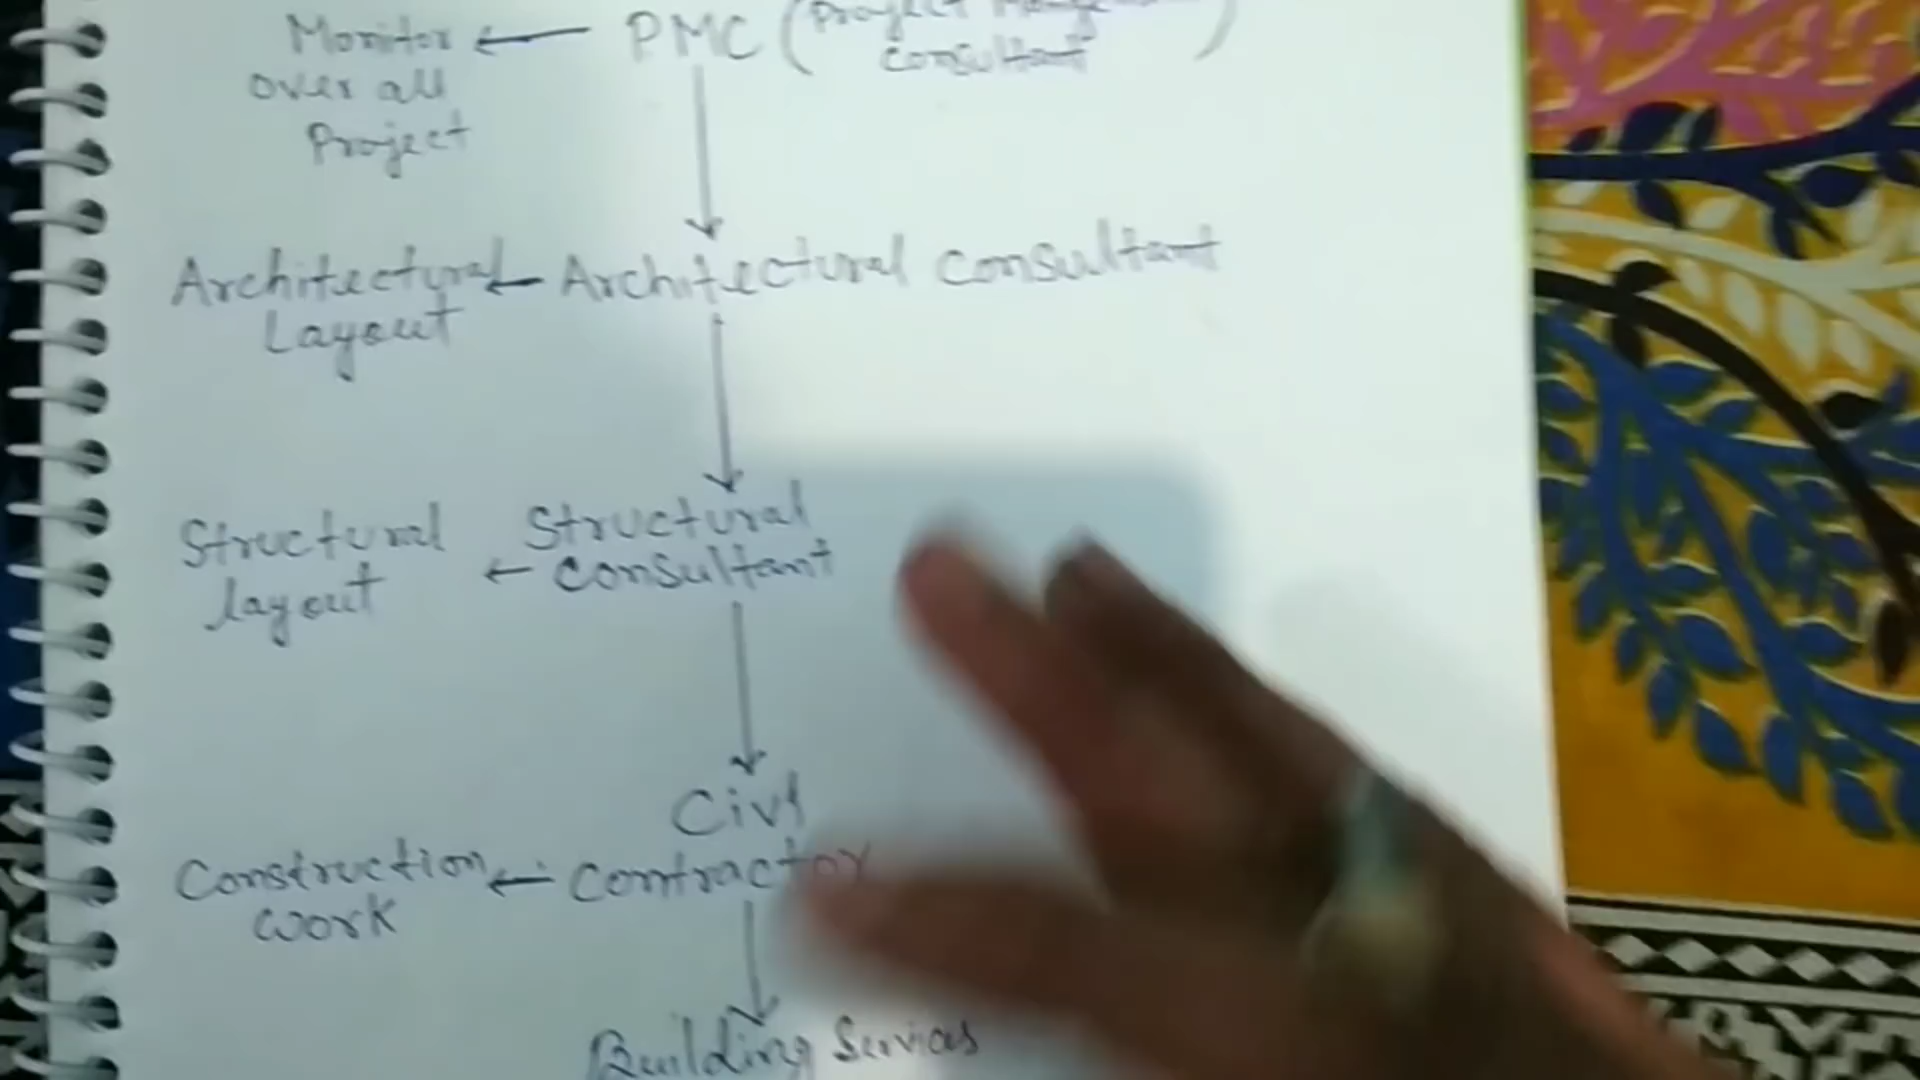 Monitor ← PMC (Project
over all consultant )
Project
Architectural ← Architectural consultant
Layout
Structural Structural
layout ← consultant
Civil
Construction ← contractor
work
Building Services